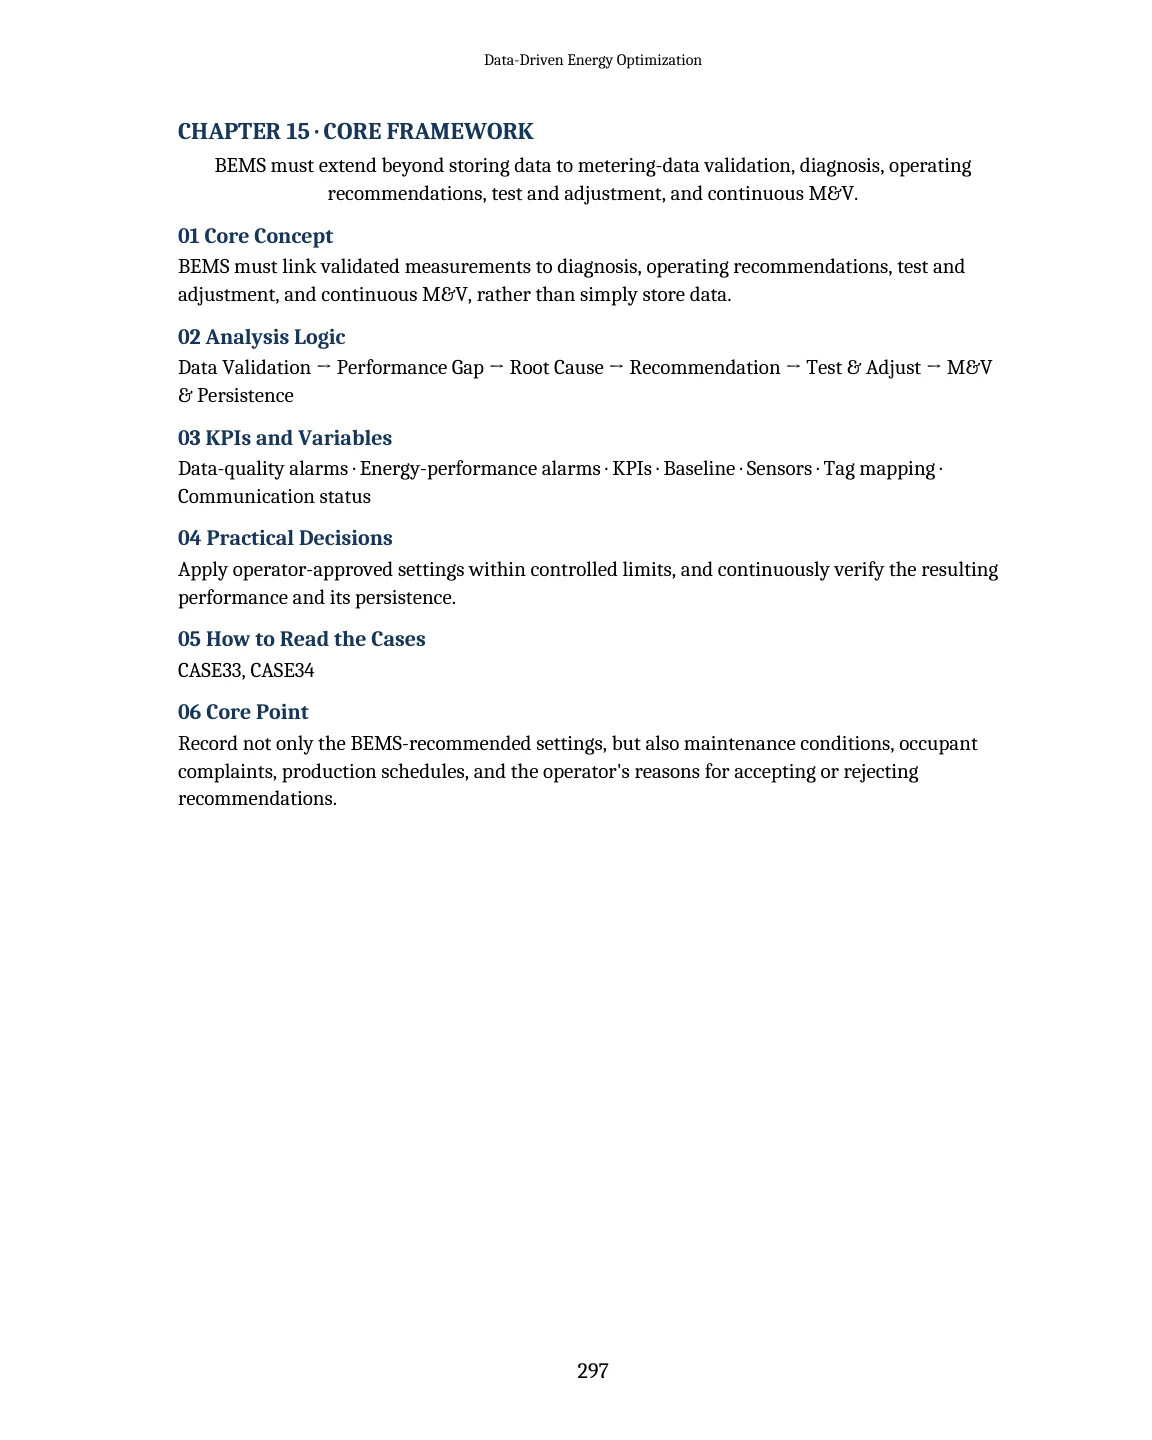 Data-Driven Energy Optimization
CHAPTER 15 · CORE FRAMEWORK
BEMS must extend beyond storing data to metering-data validation, diagnosis, operating
recommendations, test and adjustment, and continuous M&V.
01 Core Concept
BEMS must link validated measurements to diagnosis, operating recommendations, test and
adjustment, and continuous M&V, rather than simply store data.
02 Analysis Logic
Data Validation → Performance Gap → Root Cause → Recommendation → Test & Adjust → M&V
& Persistence
03 KPIs and Variables
Data-quality alarms · Energy-performance alarms · KPIs · Baseline · Sensors · Tag mapping ·
Communication status
04 Practical Decisions
Apply operator-approved settings within controlled limits, and continuously verify the resulting
performance and its persistence.
05 How to Read the Cases
CASE33, CASE34
06 Core Point
Record not only the BEMS-recommended settings, but also maintenance conditions, occupant
complaints, production schedules, and the operator's reasons for accepting or rejecting
recommendations.
297